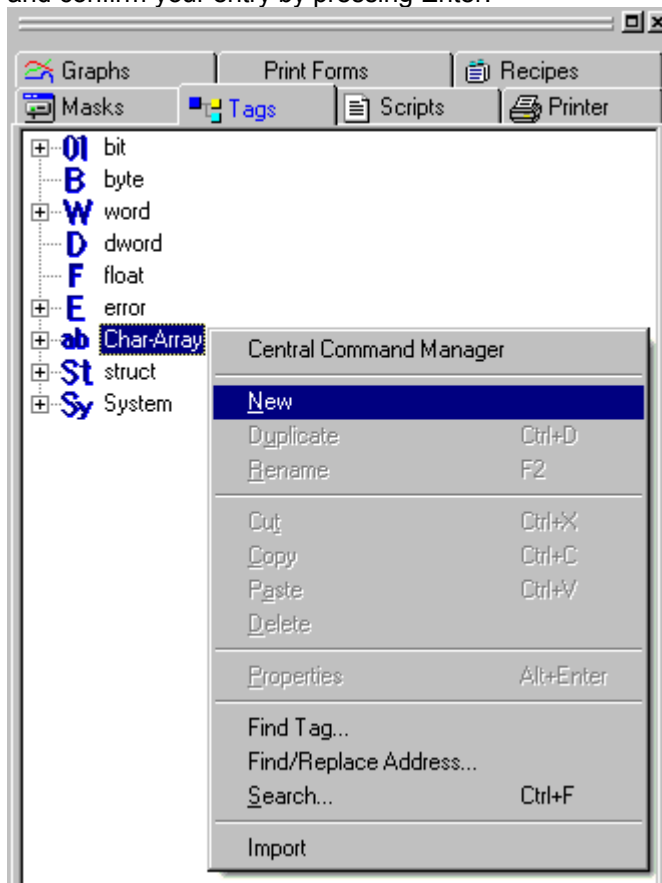 and confirm your entry by pressing Enter.
Graphs Print Forms Recipes
Masks Tags Scripts Printer
01 bit
B byte
W word
D dword
F float
E error
ab Char-Array
St struct
Sy System
Central Command Manager
New
Duplicate Ctrl+D
Rename F2
Cut Ctrl+X
Copy Ctrl+C
Paste Ctrl+V
Delete
Properties Alt+Enter
Find Tag...
Find/Replace Address...
Search... Ctrl+F
Import